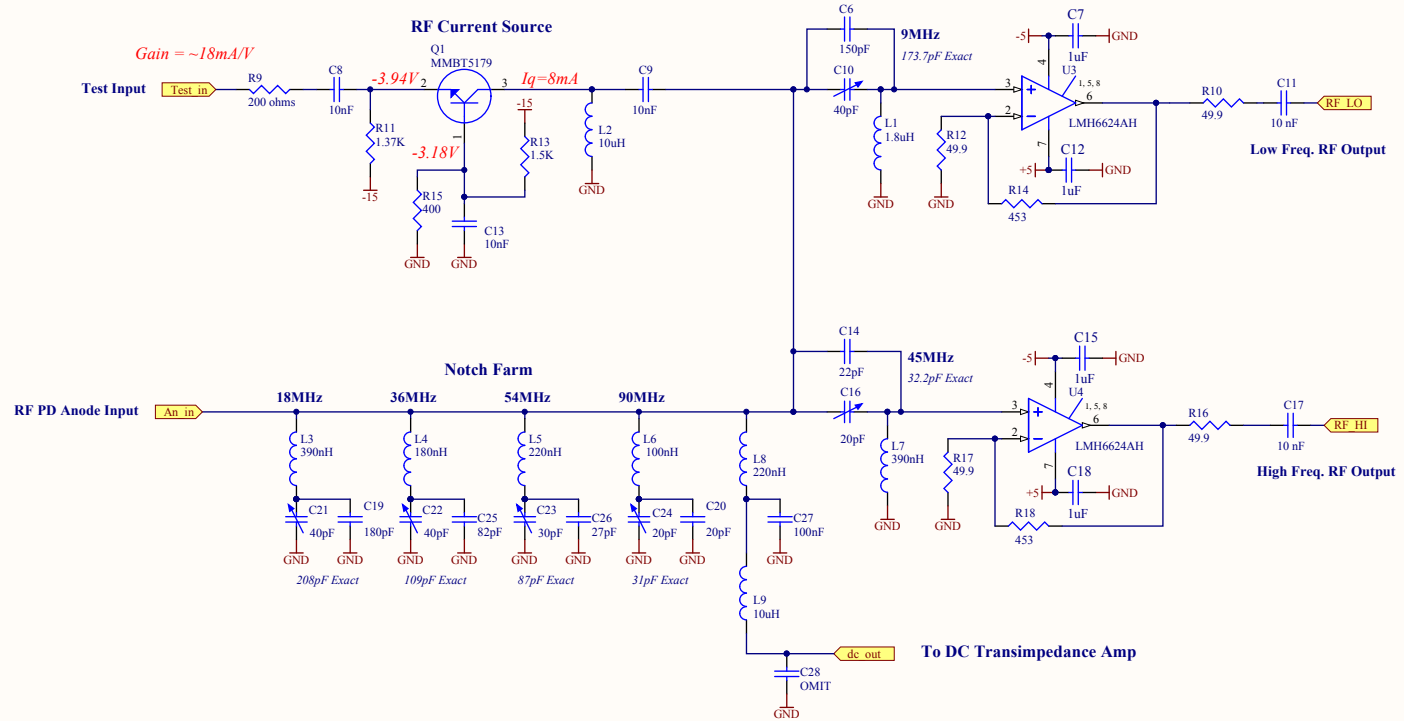 RF Current Source
Gain = ~18mA/V
Test Input
Test_in
R9
200 ohms
C8
10nF
-3.94V
R11
1.37K
-15
2
Q1
MMBT5179
3
1
Iq=8mA
-3.18V
-15
R13
1.5K
R15
400
GND
C13
10nF
GND
L2
10uH
GND
C9
10nF
C6
150pF
C10
40pF
9MHz
173.7pF Exact
L1
1.8uH
GND
-5
C7
1uF
GND
U3
1, 5, 8
4
3
2
6
7
LMH6624AH
R12
49.9
GND
+5
C12
1uF
GND
R14
453
R10
49.9
C11
10 nF
RF_LO
Low Freq. RF Output
Notch Farm
RF PD Anode Input
An_in
18MHz
36MHz
54MHz
90MHz
L3
390nH
L4
180nH
L5
220nH
L6
100nH
L8
220nH
C21
40pF
C19
180pF
C22
40pF
C25
82pF
C23
30pF
C26
27pF
C24
20pF
C20
20pF
C27
100nF
GND
GND
GND
GND
GND
GND
GND
GND
GND
208pF Exact
109pF Exact
87pF Exact
31pF Exact
L9
10uH
dc_out
To DC Transimpedance Amp
C28
OMIT
GND
C14
22pF
C16
20pF
45MHz
32.2pF Exact
L7
390nH
GND
-5
C15
1uF
GND
U4
1, 5, 8
4
3
2
6
7
LMH6624AH
R17
49.9
GND
+5
C18
1uF
GND
R18
453
R16
49.9
C17
10 nF
RF_HI
High Freq. RF Output